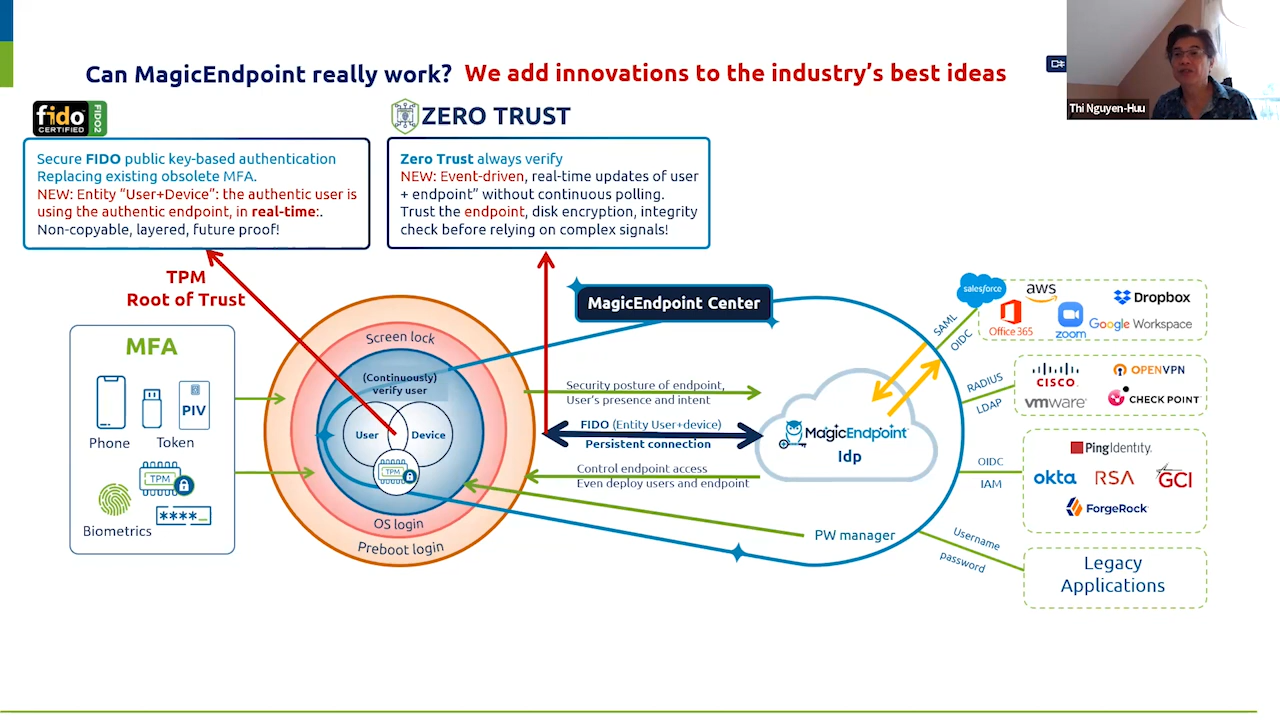 Can MagicEndpoint really work? We add innovations to the industry's best ideas
Thi Nguyen-Huu
fido
CERTIFIED
FIDO2
ZERO TRUST
Secure FIDO public key-based authentication
Replacing existing obsolete MFA.
NEW: Entity “User+Device”: the authentic user is
using the authentic endpoint, in real-time:.
Non-copyable, layered, future proof!
Zero Trust always verify
NEW: Event-driven, real-time updates of user
+ endpoint” without continuous polling.
Trust the endpoint, disk encryption, integrity
check before relying on complex signals!
TPM
Root of Trust
MFA
PIV
Phone
Token
TPM
Biometrics
****_
Screen lock
(Continuously)
verify user
User
Device
TPM
OS login
Preboot login
MagicEndpoint Center
Security posture of endpoint,
User's presence and intent
FIDO (Entity User+device)
Persistent connection
Control endpoint access
Even deploy users and endpoint
PW manager
MagicEndpoint
Idp
SAML
OIDC
salesforce
aws
Dropbox
Office 365
zoom
Google Workspace
RADIUS
LDAP
CISCO
OPENVPN
vmware
CHECK POINT
OIDC
IAM
PingIdentity.
okta
RSA
GCI
ForgeRock
Username
password
Legacy
Applications